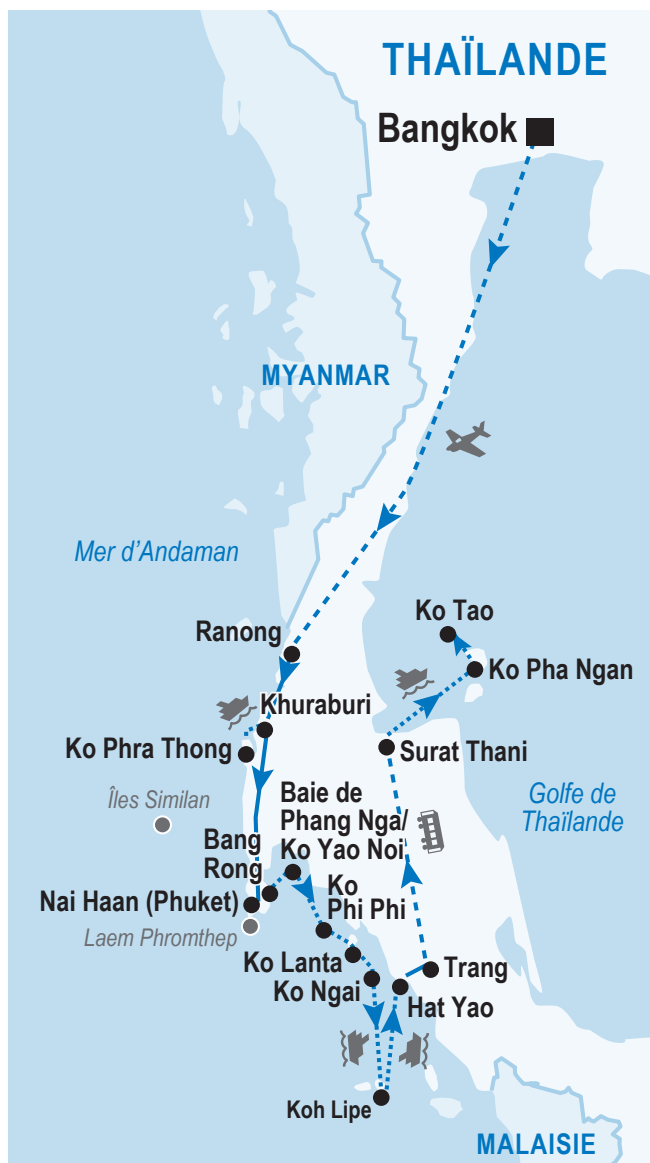 THAÏLANDE
Bangkok
MYANMAR
Mer d'Andaman
Ranong
Ko Tao
Ko Pha Ngan
Khuraburi
Ko Phra Thong
Surat Thani
Îles Similan
Baie de
Phang Nga/
Ko Yao Noi
Golfe de
Thaïlande
Bang
Rong
Ko
Phi Phi
Nai Haan (Phuket)
Laem Phromthep
Ko Lanta
Ko Ngai
Trang
Hat Yao
Koh Lipe
MALAISIE